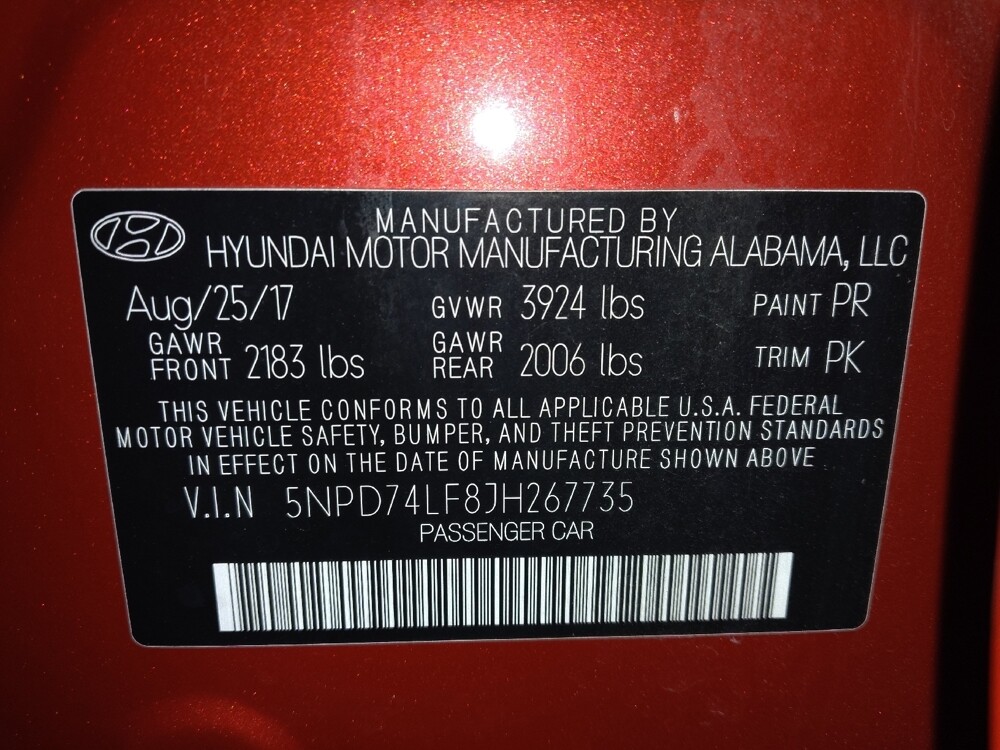 MANUFACTURED BY
HYUNDAI MOTOR MANUFACTURING ALABAMA, LLC
Aug/25/17 GVWR 3924 lbs PAINT PR
GAWR FRONT 2183 lbs GAWR REAR 2006 lbs TRIM PK
THIS VEHICLE CONFORMS TO ALL APPLICABLE U.S.A. FEDERAL
MOTOR VEHICLE SAFETY, BUMPER, AND THEFT PREVENTION STANDARDS
IN EFFECT ON THE DATE OF MANUFACTURE SHOWN ABOVE
V.I.N 5NPD74LF8JH267735
PASSENGER CAR